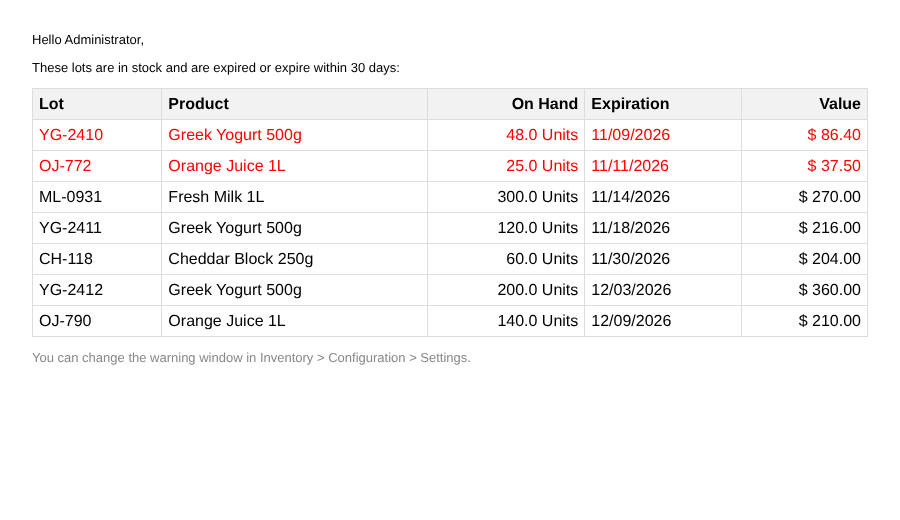 Hello Administrator,
These lots are in stock and are expired or expire within 30 days:
Lot Product On Hand Expiration Value
YG-2410 Greek Yogurt 500g 48.0 Units 11/09/2026 $ 86.40
OJ-772 Orange Juice 1L 25.0 Units 11/11/2026 $ 37.50
ML-0931 Fresh Milk 1L 300.0 Units 11/14/2026 $ 270.00
YG-2411 Greek Yogurt 500g 120.0 Units 11/18/2026 $ 216.00
CH-118 Cheddar Block 250g 60.0 Units 11/30/2026 $ 204.00
YG-2412 Greek Yogurt 500g 200.0 Units 12/03/2026 $ 360.00
OJ-790 Orange Juice 1L 140.0 Units 12/09/2026 $ 210.00
You can change the warning window in Inventory > Configuration > Settings.